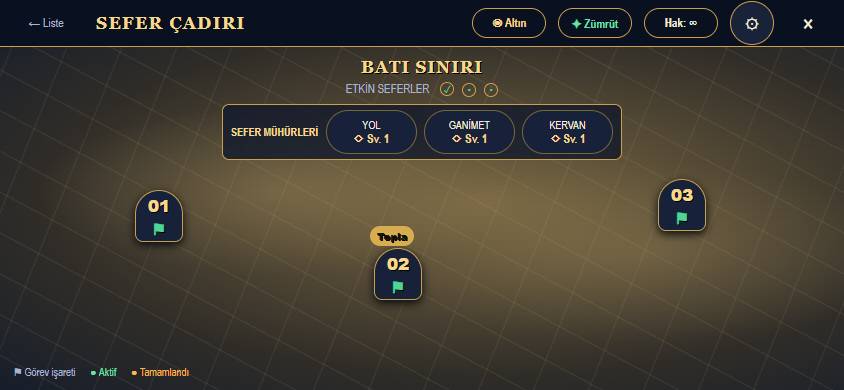 ← Liste
SEFER ÇADIRI
Altın
Zümrüt
Hak: ∞
×
BATI SINIRI
ETKİN SEFERLER
SEFER MÜHÜRLERİ
YOL
Sv. 1
GANİMET
Sv. 1
KERVAN
Sv. 1
01
03
Topla
02
Görev işareti
Aktif
Tamamlandı